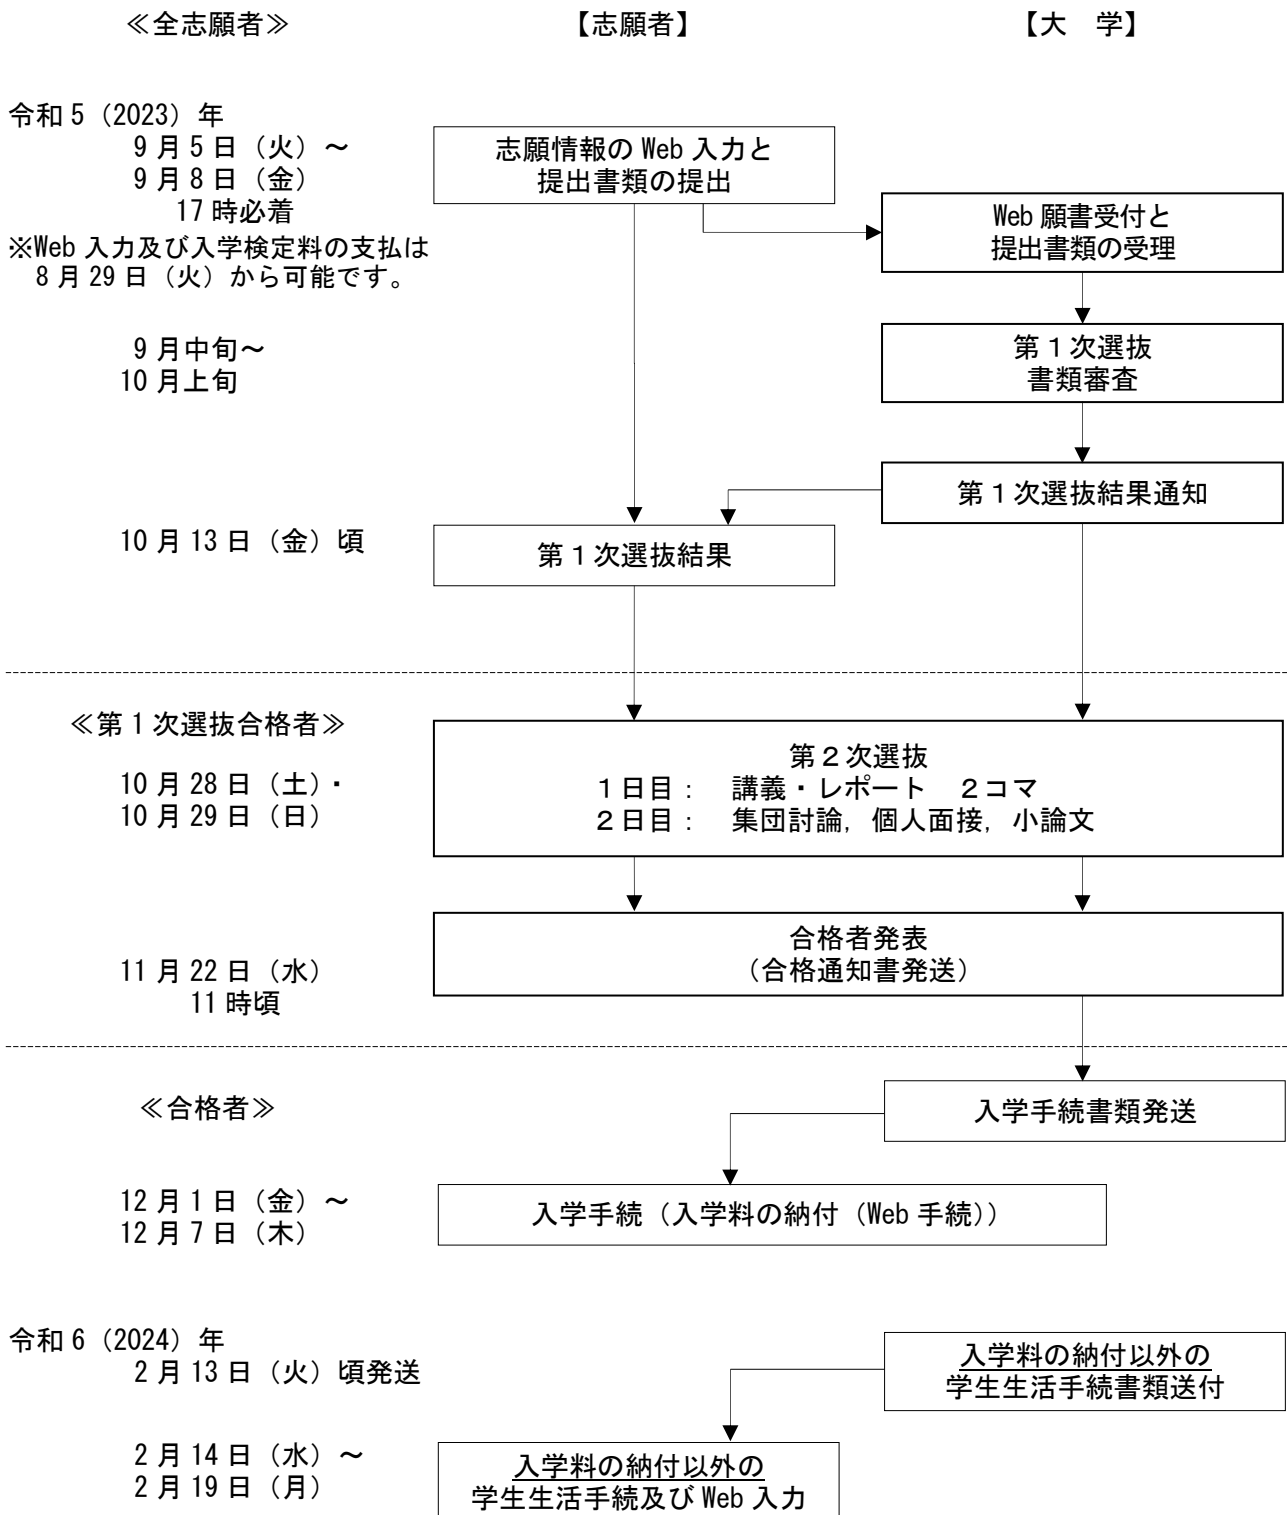 ≪全志願者≫
【志願者】
【大　学】
令和 5（2023）年
9 月 5 日（火）～
9 月 8 日（金）
17 時必着
※Web 入力及び入学検定料の支払は
8 月 29 日（火）から可能です。
志願情報の Web 入力と
提出書類の提出
Web 願書受付と
提出書類の受理
9 月中旬～
10 月上旬
第１次選抜
書類審査
第１次選抜結果通知
10 月 13 日（金）頃
第１次選抜結果
≪第 1 次選抜合格者≫
10 月 28 日（土）・
10 月 29 日（日）
第２次選抜
１日目：　講義・レポート　２コマ
２日目：　集団討論，個人面接，小論文
11 月 22 日（水）
11 時頃
合格者発表
（合格通知書発送）
≪合格者≫
入学手続書類発送
12 月 1 日（金）～
12 月 7 日（木）
入学手続（入学料の納付（Web 手続））
令和 6（2024）年
2 月 13 日（火）頃発送
入学料の納付以外の
学生生活手続書類送付
2 月 14 日（水）～
2 月 19 日（月）
入学料の納付以外の
学生生活手続及び Web 入力